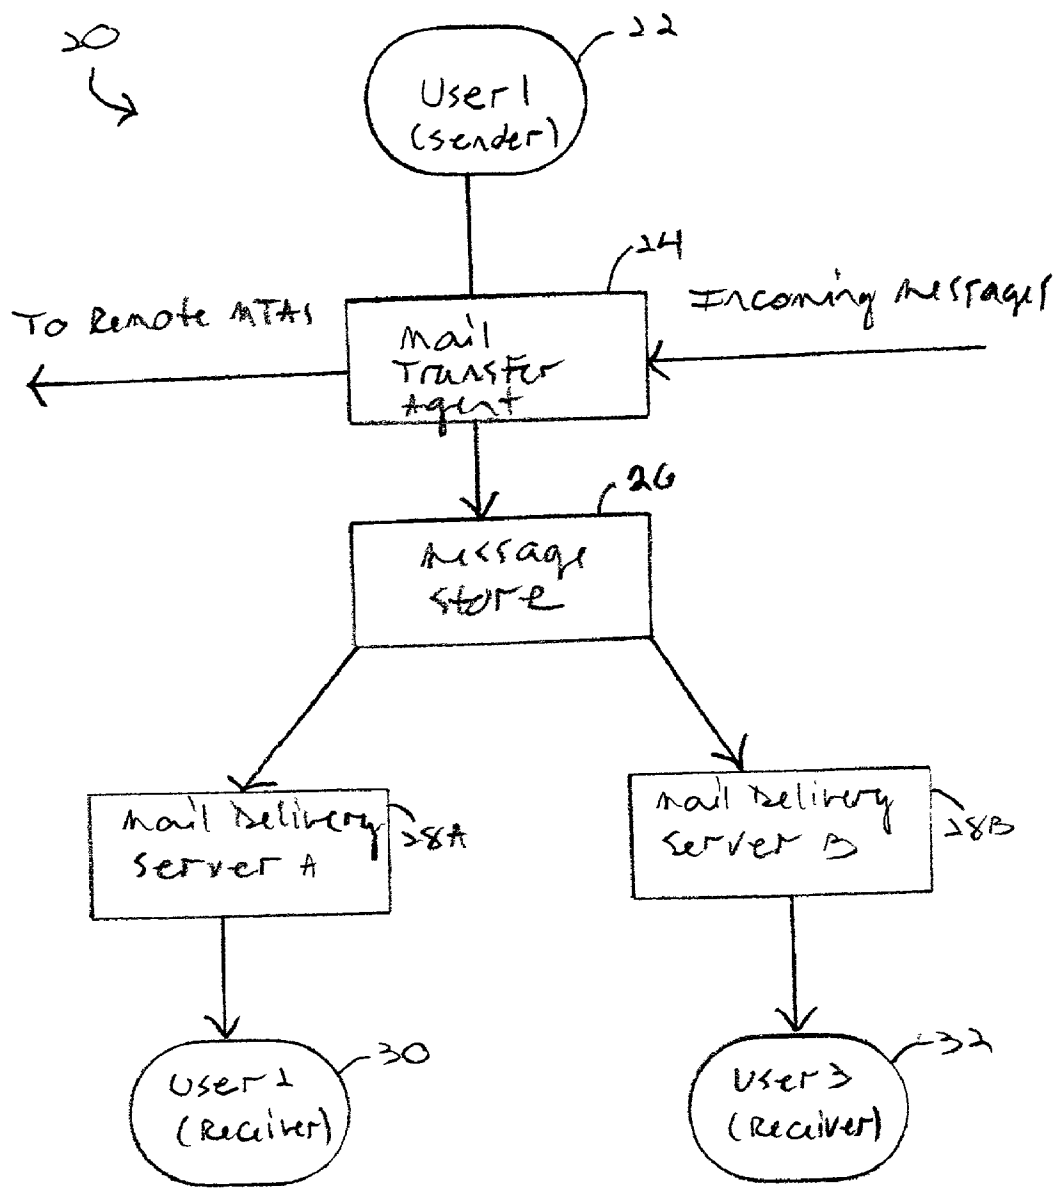 20
22
User 1
(Sender)
24
To Remote MTAs
Incoming Messages
Mail
Transfer
Agent
26
Message
Store
Mail Delivery
Server A
28A
Mail Delivery
Server B
28B
30
User 2
(Receiver)
32
User 3
(Receiver)